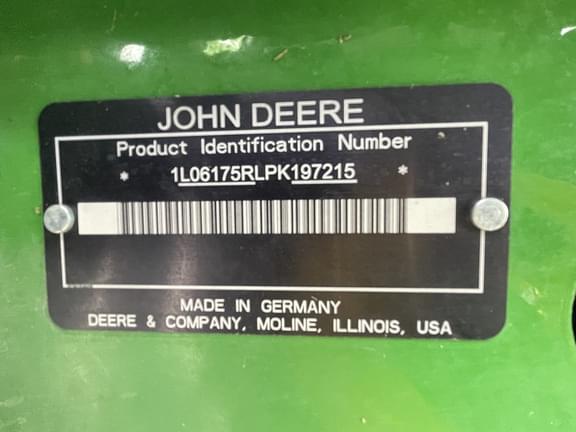 JOHN DEERE
Product Identification Number
* 1L06175RLPK197215 *
MADE IN GERMANY
DEERE & COMPANY, MOLINE, ILLINOIS, USA